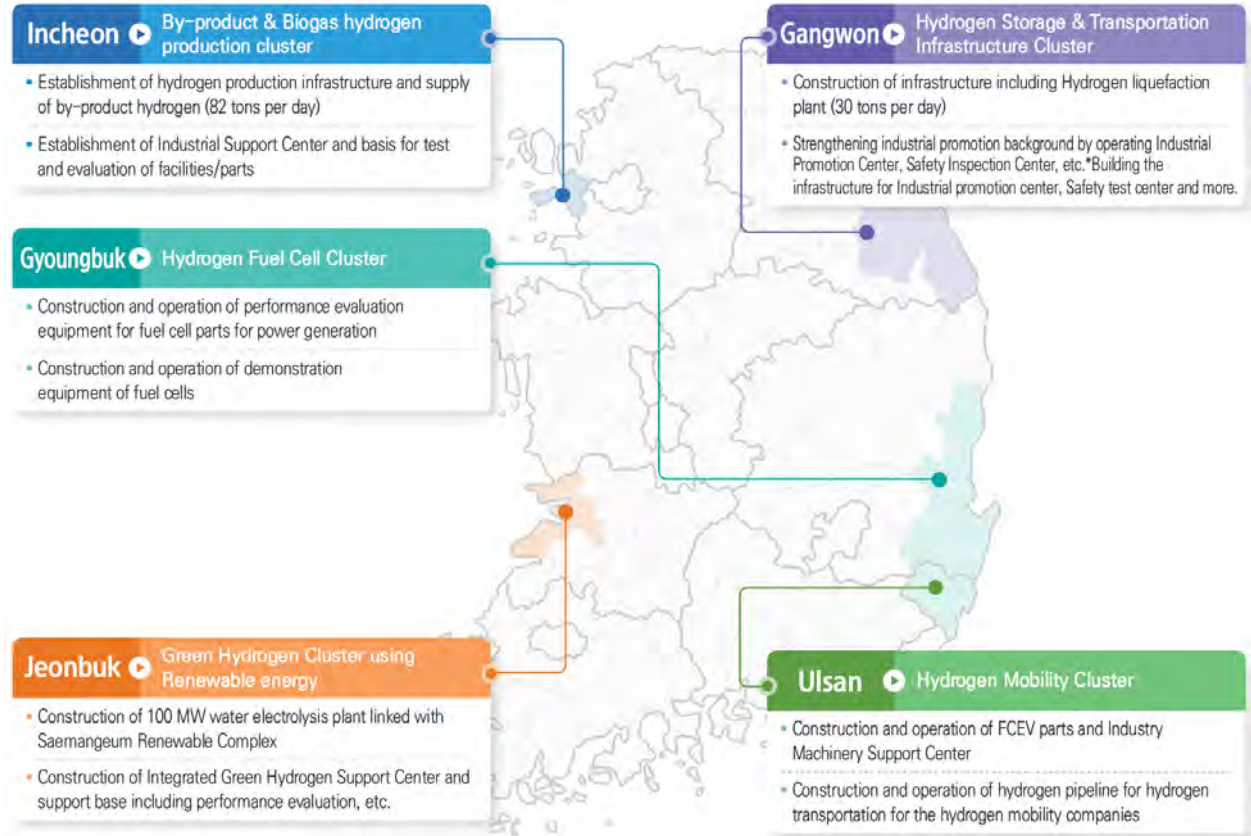 Incheon
By-product & Biogas hydrogen
production cluster
• Establishment of hydrogen production infrastructure and supply
of by-product hydrogen (82 tons per day)
• Establishment of Industrial Support Center and basis for test
and evaluation of facilities/parts
Gangwon
Hydrogen Storage & Transportation
Infrastructure Cluster
• Construction of infrastructure including Hydrogen liquefaction
plant (30 tons per day)
• Strengthening industrial promotion background by operating Industrial
Promotion Center, Safety Inspection Center, etc.*Building the
infrastructure for Industrial promotion center, Safety test center and more.
Gyoungbuk
Hydrogen Fuel Cell Cluster
• Construction and operation of performance evaluation
equipment for fuel cell parts for power generation
• Construction and operation of demonstration
equipment of fuel cells
Jeonbuk
Green Hydrogen Cluster using
Renewable energy
• Construction of 100 MW water electrolysis plant linked with
Saemangeum Renewable Complex
• Construction of Integrated Green Hydrogen Support Center and
support base including performance evaluation, etc.
Ulsan
Hydrogen Mobility Cluster
• Construction and operation of FCEV parts and Industry
Machinery Support Center
• Construction and operation of hydrogen pipeline for hydrogen
transportation for the hydrogen mobility companies